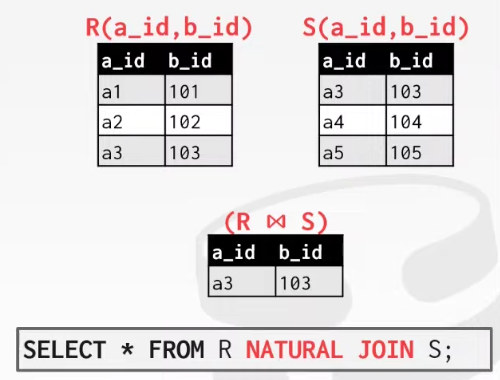 R(a_id,b_id) S(a_id,b_id)
a_id b_id a_id b_id
a1 101 a3 103
a2 102 a4 104
a3 103 a5 105
(R ⋈ S)
a_id b_id
a3 103
SELECT * FROM R NATURAL JOIN S;